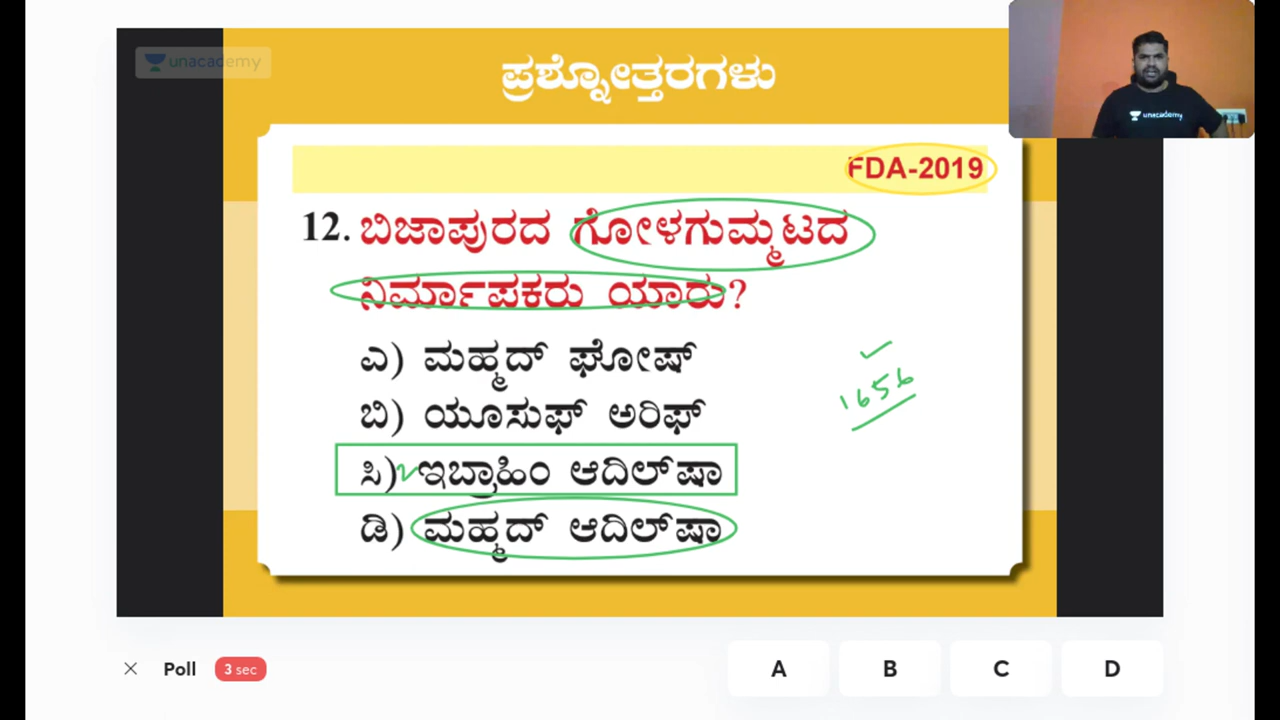 unacademy
ಪ್ರಶ್ನೋತ್ತರಗಳು
unacademy
FDA-2019
12. ಬಿಜಾಪುರದ ಗೋಳಗುಮ್ಮಟದ
ನಿರ್ಮಾಪಕರು ಯಾರು?
ಎ) ಮಹ್ಮದ್ ಘೋಷ್
1656
ಬಿ) ಯೂಸುಫ್ ಅರಿಫ್
ಸಿ) ಇಬ್ರಾಹಿಂ ಆದಿಲ್‌ಷಾ
ಡಿ) ಮಹ್ಮದ್ ಆದಿಲ್‌ಷಾ
Poll 3 sec A B C D